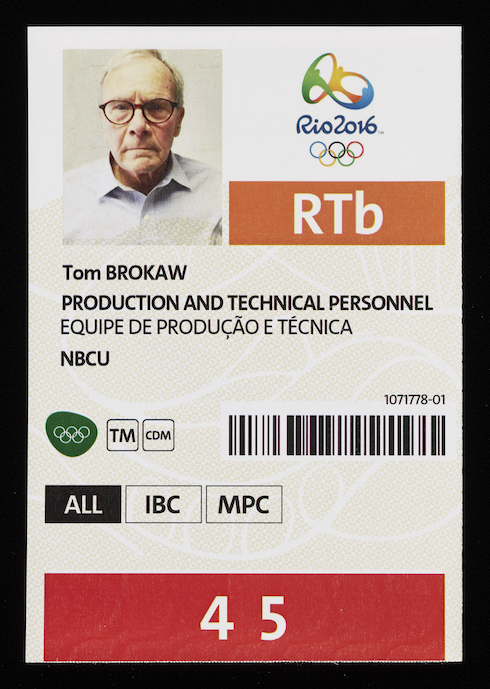 Rio2016™
RTb
Tom BROKAW
PRODUCTION AND TECHNICAL PERSONNEL
EQUIPE DE PRODUÇÃO E TÉCNICA
NBCU
1071778-01
TM CDM
ALL IBC MPC
4 5